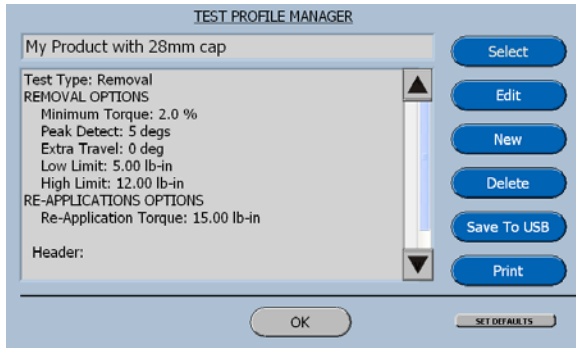 TEST PROFILE MANAGER
My Product with 28mm cap
Test Type: Removal
REMOVAL OPTIONS
Minimum Torque: 2.0 %
Peak Detect: 5 degs
Extra Travel: 0 deg
Low Limit: 5.00 lb-in
High Limit: 12.00 lb-in
RE-APPLICATIONS OPTIONS
Re-Application Torque: 15.00 lb-in
Header:
Select
Edit
New
Delete
Save To USB
Print
OK
SET DEFAULTS